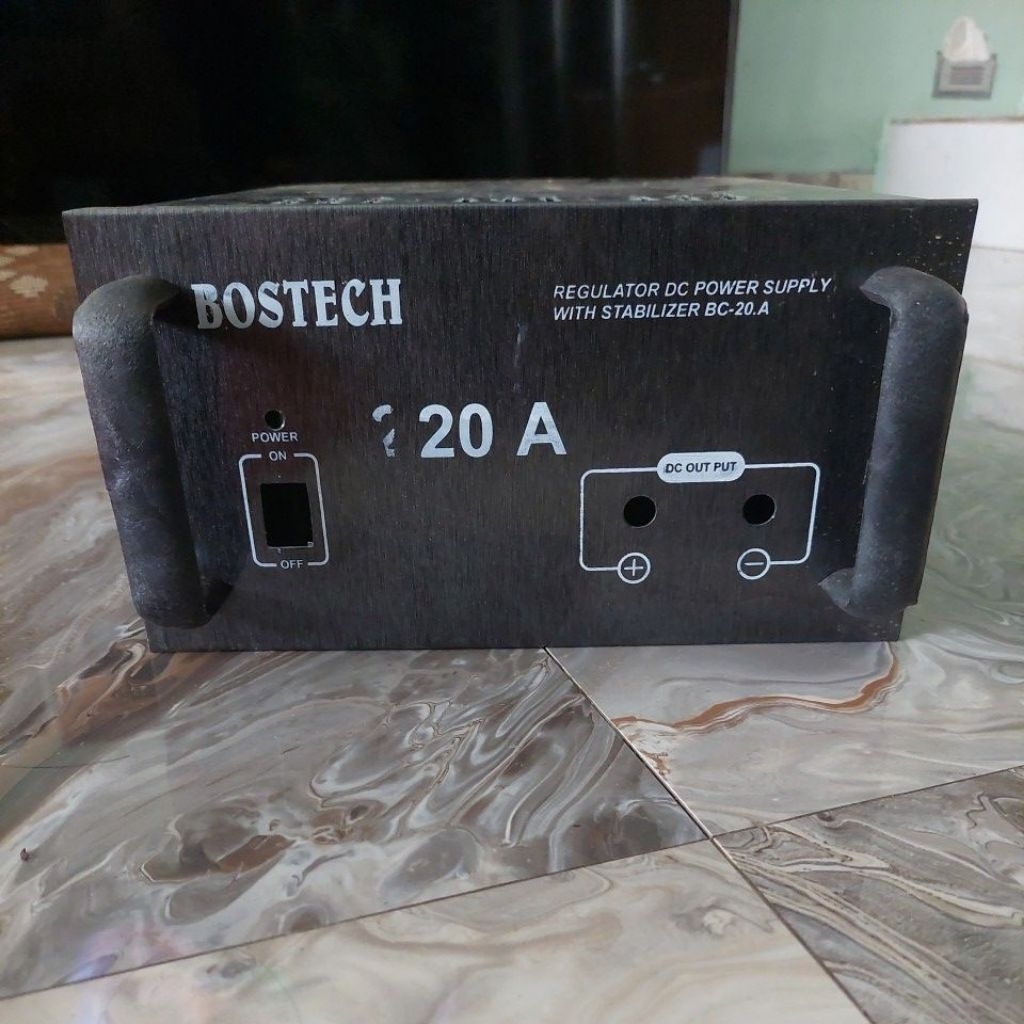 BOSTECH
REGULATOR DC POWER SUPPLY
WITH STABILIZER BC-20.A
20 A
POWER
ON
OFF
DC OUT PUT
+
−